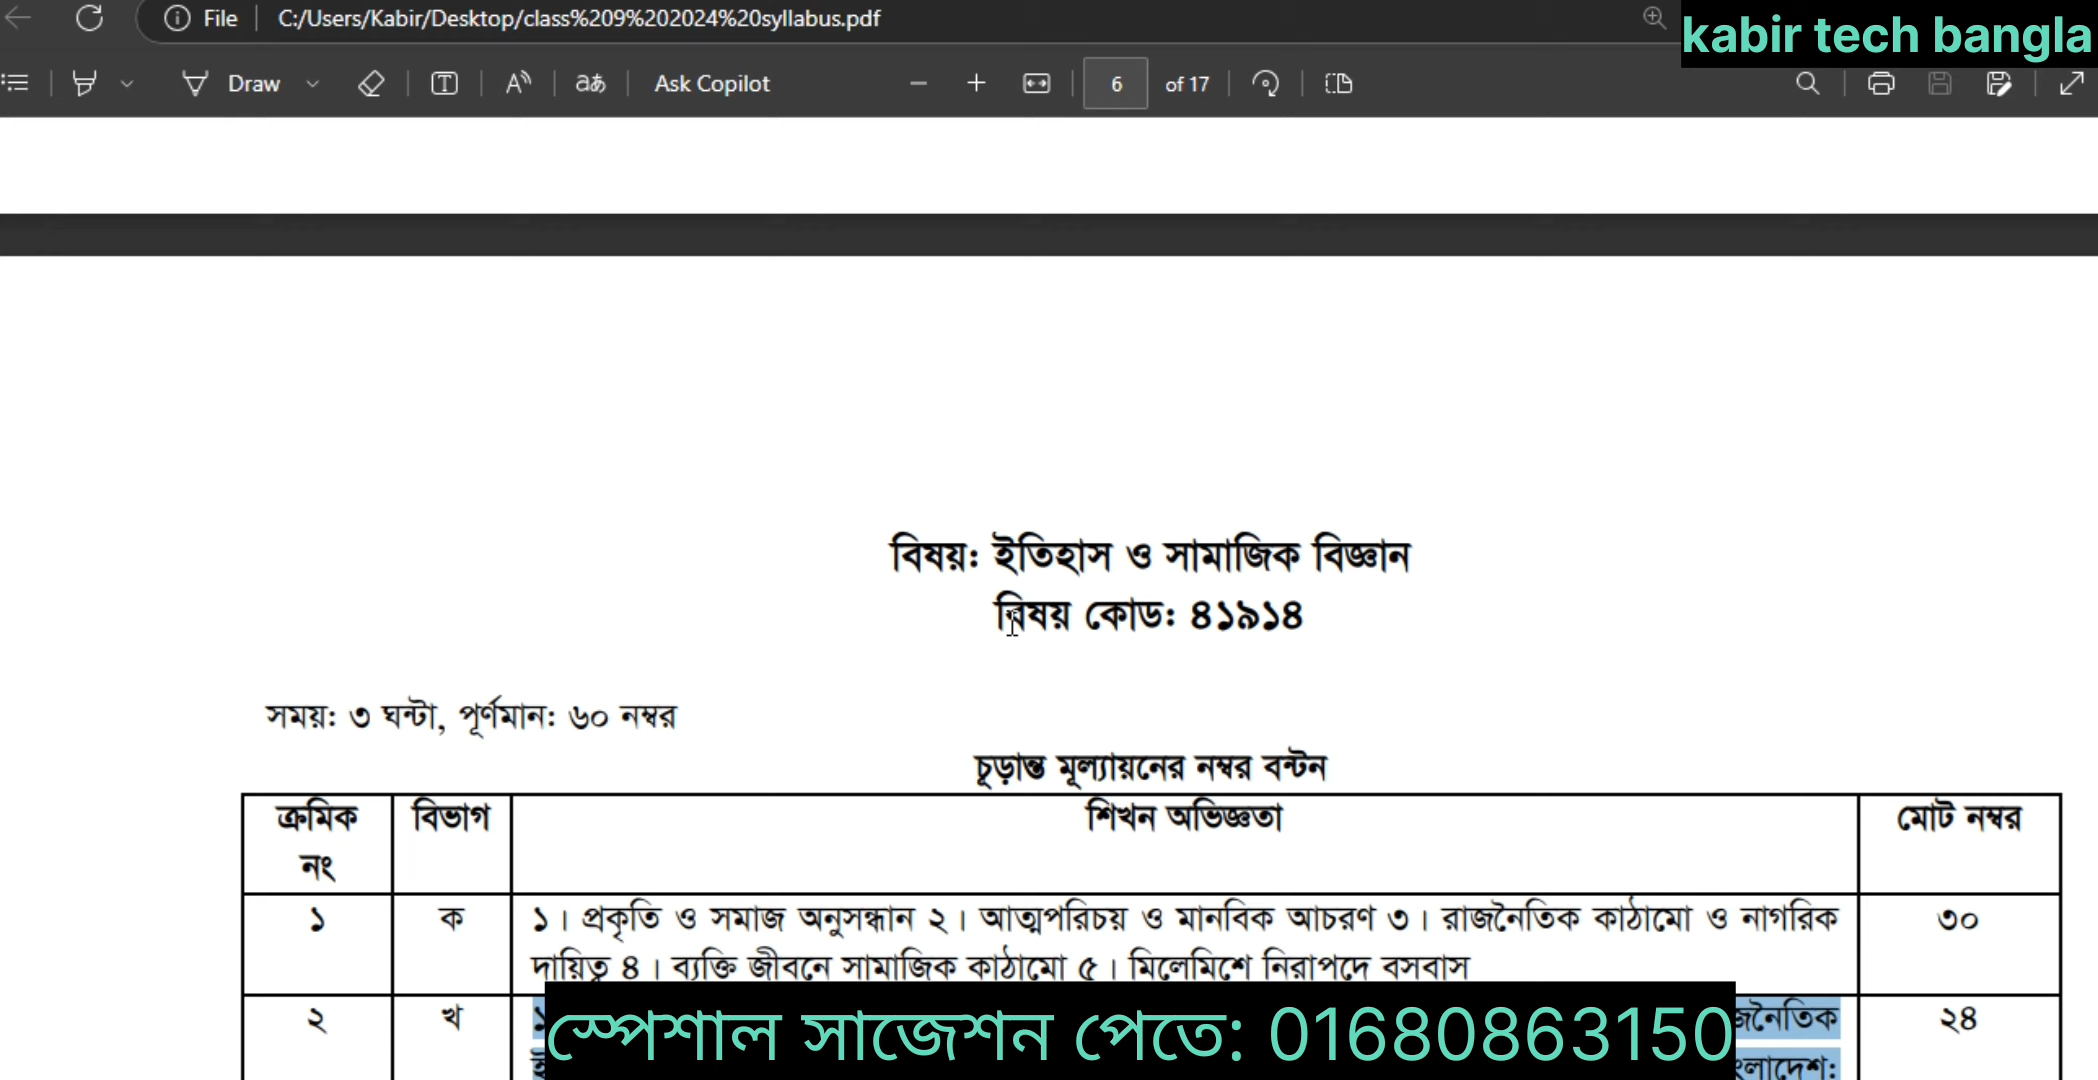 File C:/Users/Kabir/Desktop/class%209%202024%20syllabus.pdf
kabir tech bangla
Draw A aあ Ask Copilot 6 of 17
বিষয়: ইতিহাস ও সামাজিক বিজ্ঞান
বিষয় কোড: ৪১৯১৪
সময়: ৩ ঘন্টা, পূর্ণমান: ৬০ নম্বর
চূড়ান্ত মূল্যায়নের নম্বর বন্টন
ক্রমিক নং বিভাগ শিখন অভিজ্ঞতা মোট নম্বর
১ ক ১। প্রকৃতি ও সমাজ অনুসন্ধান ২। আত্মপরিচয় ও মানবিক আচরণ ৩। রাজনৈতিক কাঠামো ও নাগরিক ৩০
দায়িত্ব ৪। ব্যক্তি জীবনে সামাজিক কাঠামো ৫। মিলেমিশে নিরাপদে বসবাস
২ খ ২৪
স্পেশাল সাজেশন পেতে: 01680863150